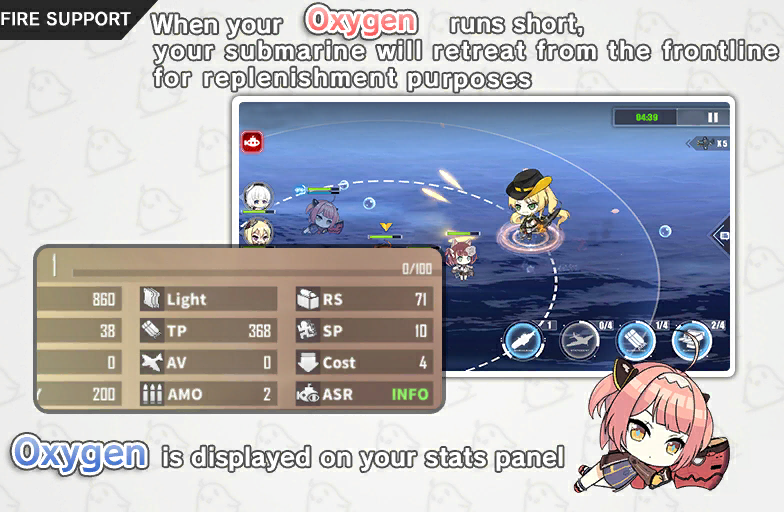 FIRE SUPPORT
When your Oxygen runs short,
your submarine will retreat from the frontline
for replenishment purposes
04:39
X5
1
0/100
860 Light RS 71
38 TP 368 SP 10
0 AV 0 Cost 4
200 AMO 2 ASR INFO
1 0/4 1/4 2/4
Oxygen is displayed on your stats panel